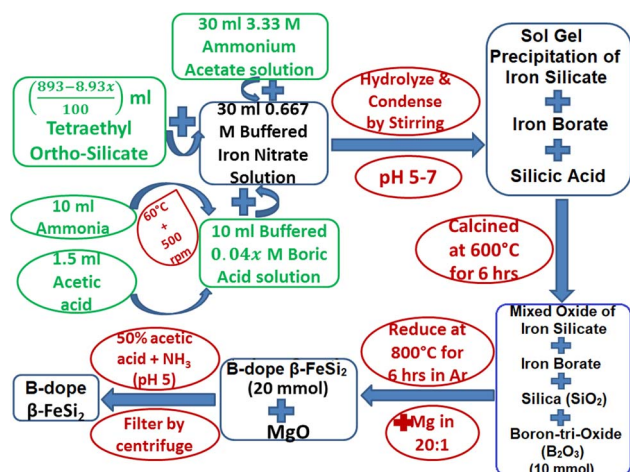 30 ml 3.33 M
Ammonium
Acetate solution
(893−8.93x / 100) ml
Tetraethyl
Ortho-Silicate
30 ml 0.667
M Buffered
Iron Nitrate
Solution
Hydrolyze &
Condense
by Stirring
pH 5-7
Sol Gel
Precipitation of
Iron Silicate
Iron Borate
Silicic Acid
10 ml
Ammonia
1.5 ml
Acetic
acid
60°C
+
500
rpm
10 ml Buffered
0.04x M Boric
Acid solution
Calcined
at 600°C
for 6 hrs
Mixed Oxide of
Iron Silicate
Iron Borate
Silica (SiO₂)
Boron-tri-Oxide
(B₂O₃)
(10 mmol)
Reduce at
800°C for
6 hrs in Ar
Mg in
20:1
B-dope β-FeSi₂
(20 mmol)
MgO
50% acetic
acid + NH₃
(pH 5)
Filter by
centrifuge
B-dope
β-FeSi₂